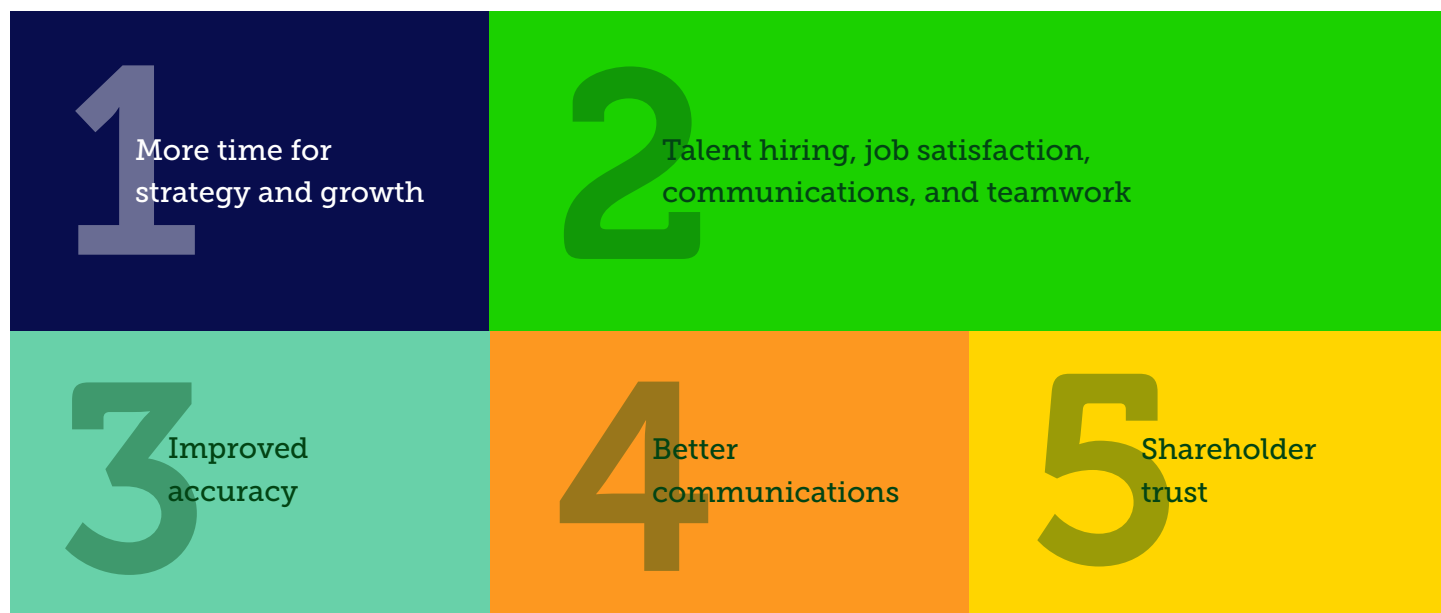 1
More time for
strategy and growth
2
Talent hiring, job satisfaction,
communications, and teamwork
3
Improved
accuracy
4
Better
communications
5
Shareholder
trust